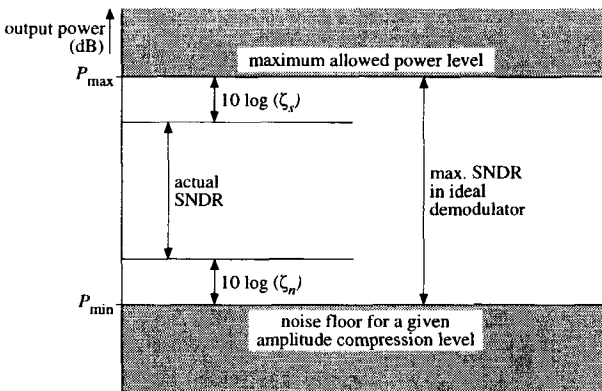 output power
(dB)
maximum allowed power level
P_max
10 log (ζ_s)
actual
SNDR
max. SNDR
in ideal
demodulator
10 log (ζ_n)
P_min
noise floor for a given
amplitude compression level